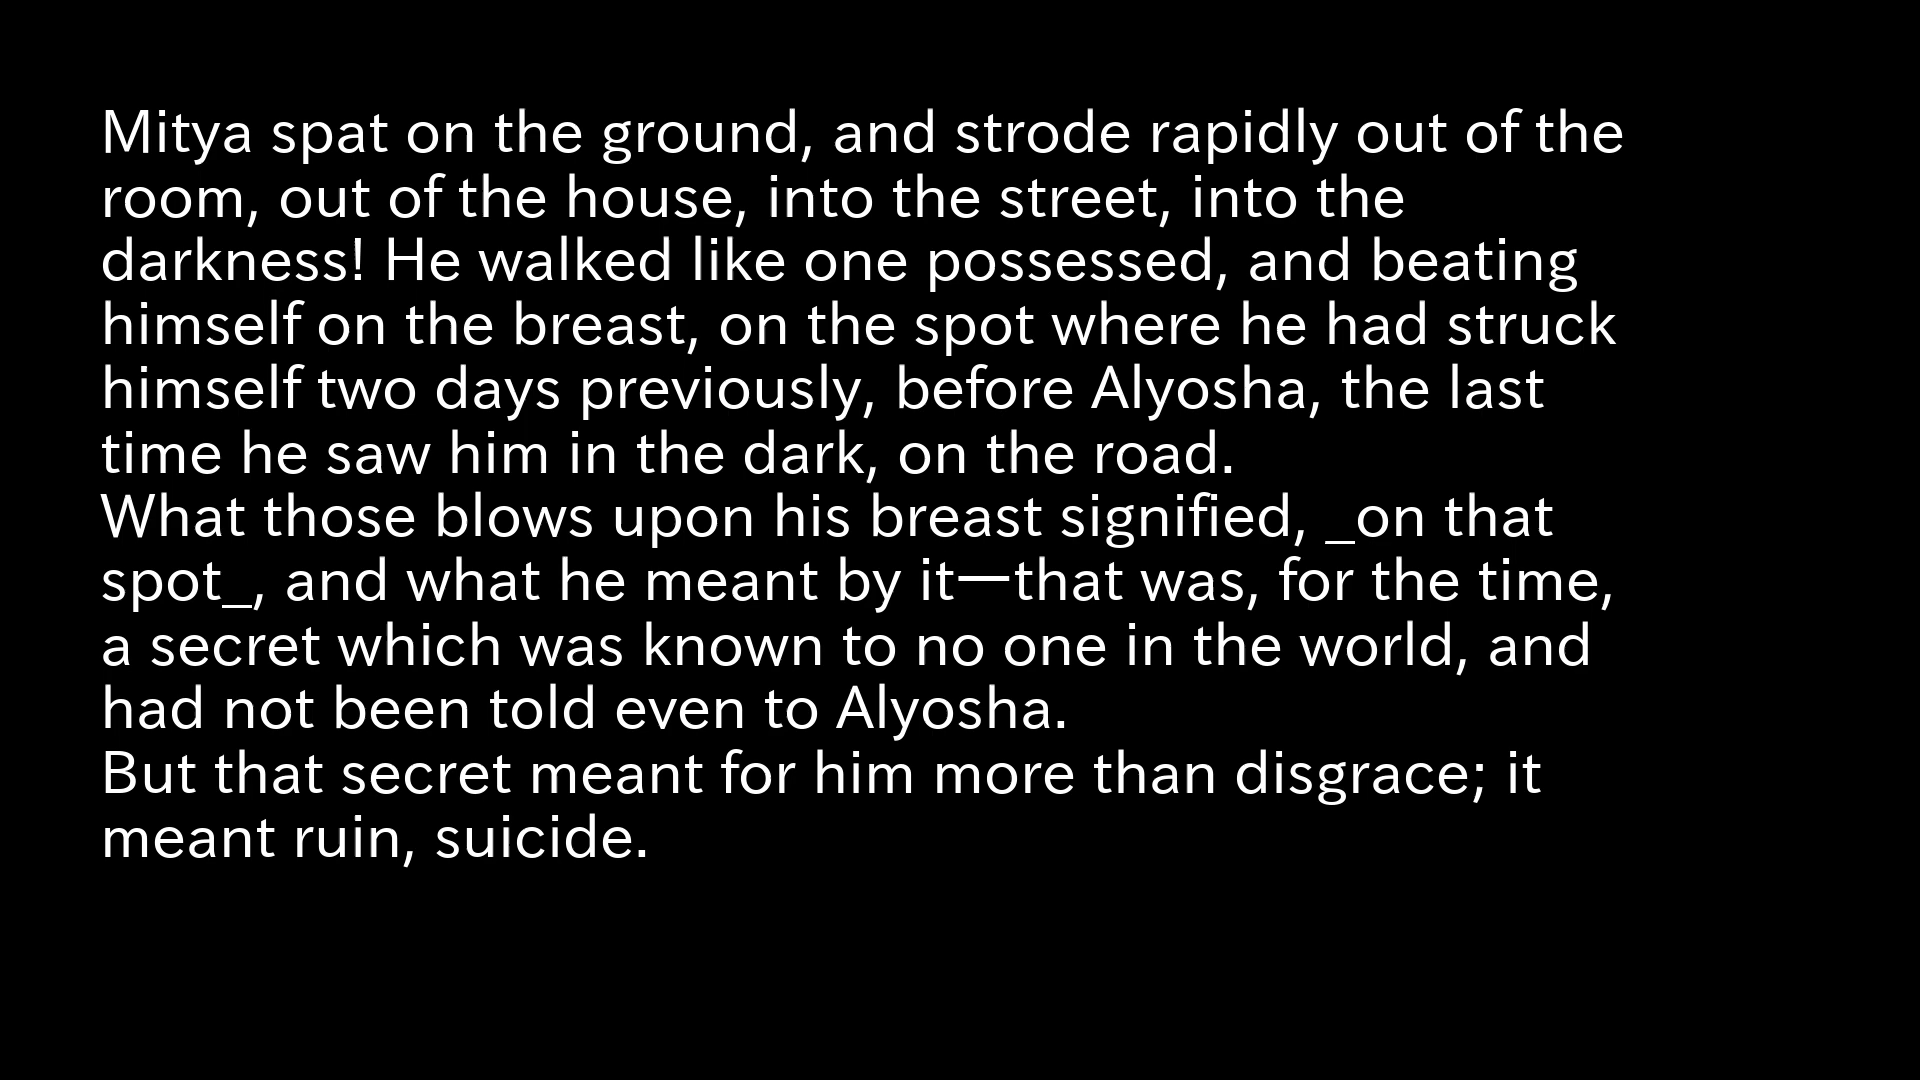 Mitya spat on the ground, and strode rapidly out of the
room, out of the house, into the street, into the
darkness! He walked like one possessed, and beating
himself on the breast, on the spot where he had struck
himself two days previously, before Alyosha, the last
time he saw him in the dark, on the road.
What those blows upon his breast signified, _on that
spot_, and what he meant by it—that was, for the time,
a secret which was known to no one in the world, and
had not been told even to Alyosha.
But that secret meant for him more than disgrace; it
meant ruin, suicide.